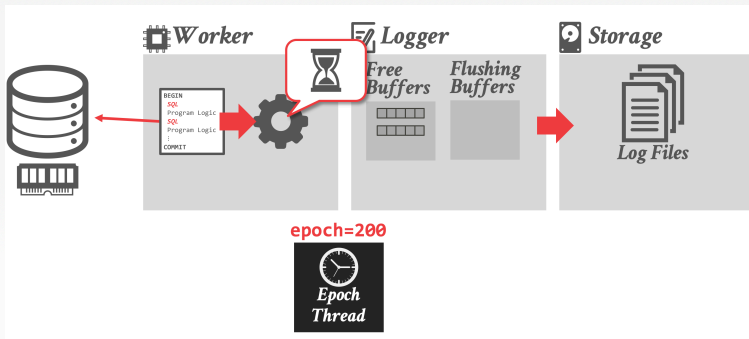 Worker
Logger
Storage
BEGIN
SQL
Program Logic
SQL
Program Logic
⋮
COMMIT
Free
Buffers
Flushing
Buffers
Log Files
epoch=200
Epoch
Thread